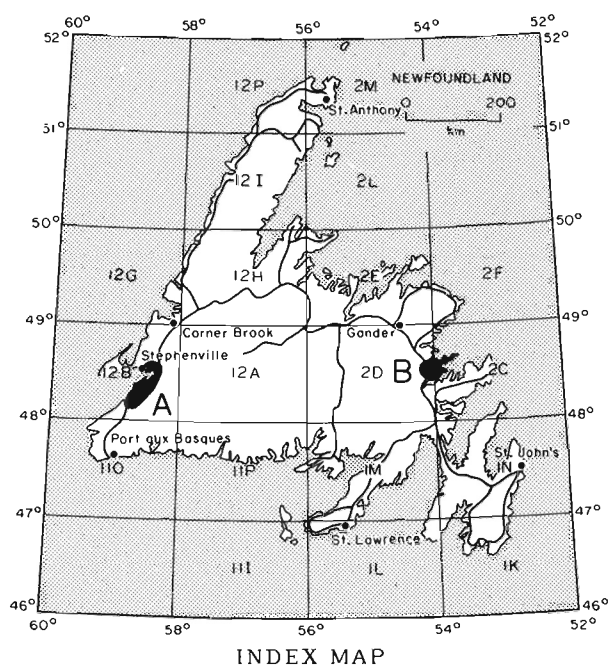 60° 58° 56° 54° 52°
52° 52°
12P 2M NEWFOUNDLAND
St. Anthony 0 200
km
51° 51°
12I 2L
50° 50°
12G 12H 2E 2F
49° 49°
Corner Brook Gander
Stephenville
12B 12A 2D B 2C
A
48° 48°
Port aux Basques St. John's
11O 11P 1M 1N
47° 47°
St. Lawrence
11I 1L 1K
46° 46°
60° 58° 56° 54° 52°
INDEX MAP